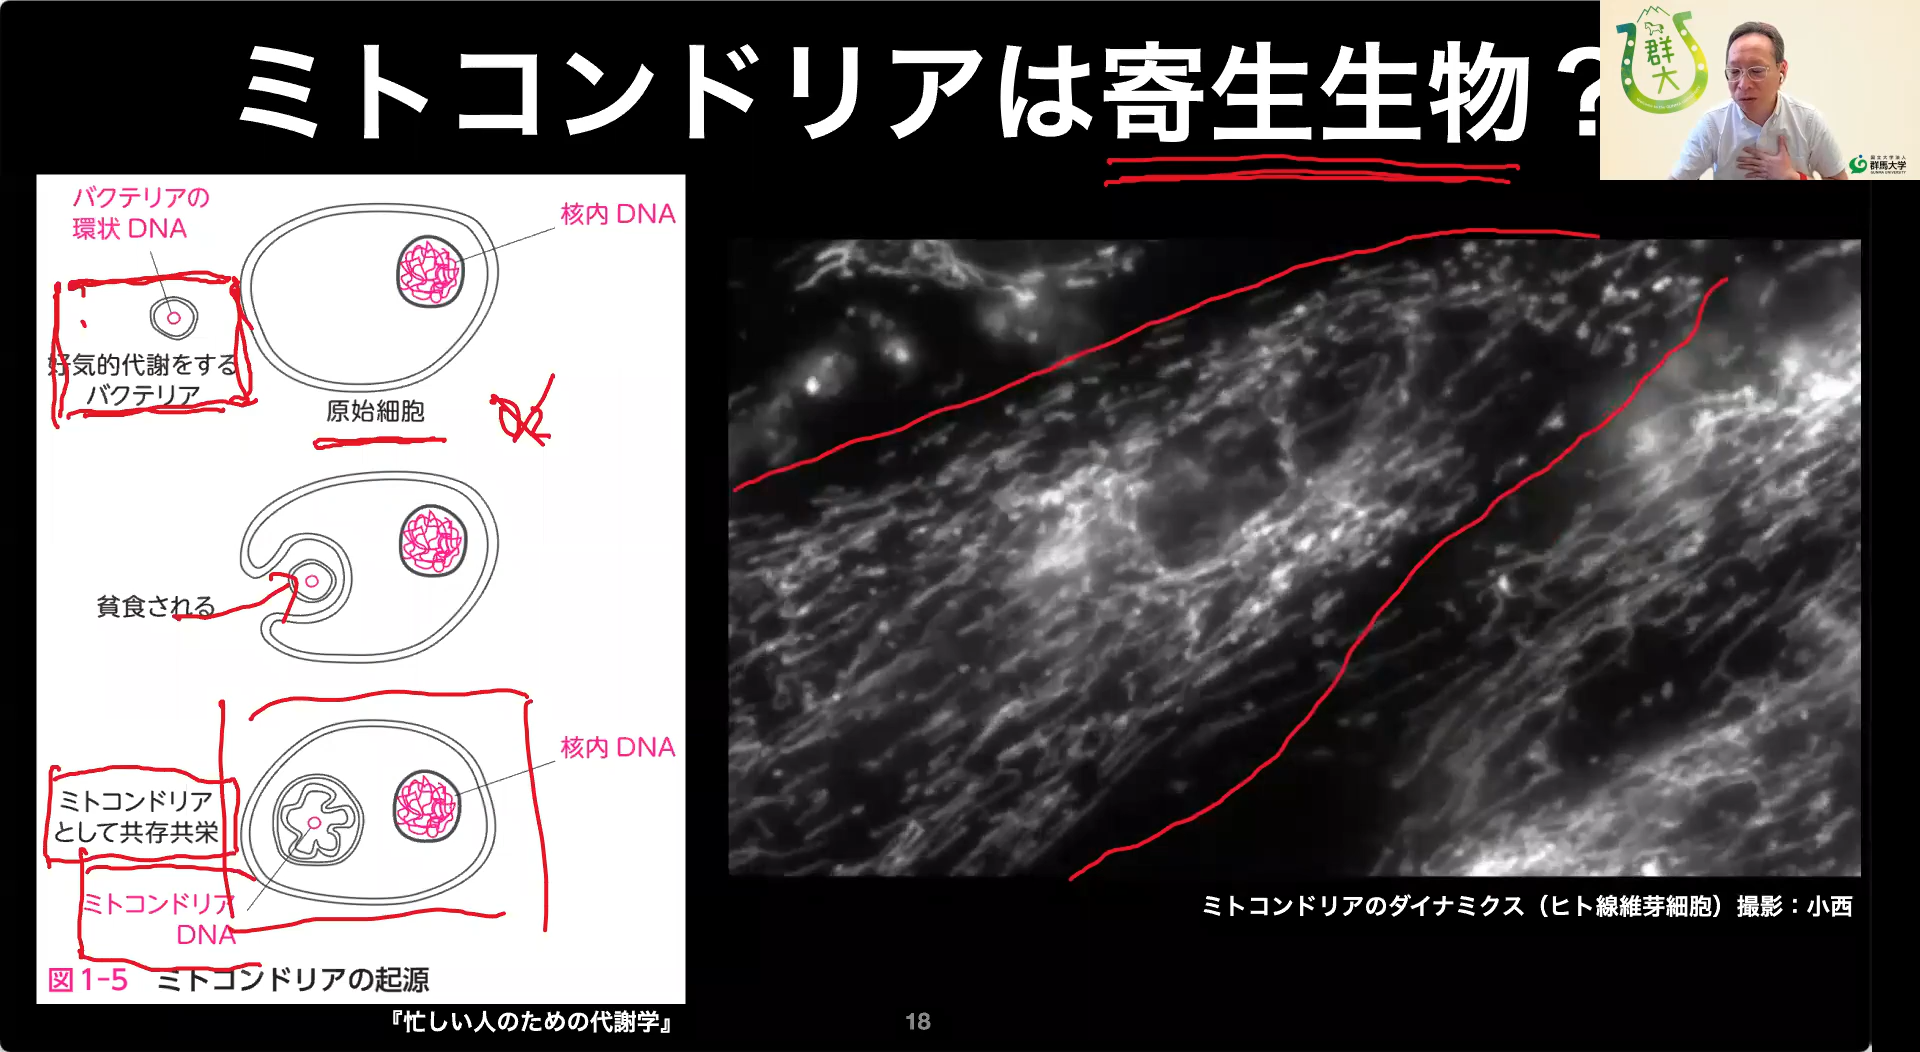 ミトコンドリアは寄生生物？
群
大
群馬大学
バクテリアの
環状 DNA
核内 DNA
好気的代謝をする
バクテリア
原始細胞
O2
貧食される
核内 DNA
ミトコンドリア
として共存共栄
ミトコンドリア
DNA
図1-5 ミトコンドリアの起源
『忙しい人のための代謝学』
ミトコンドリアのダイナミクス（ヒト線維芽細胞）撮影：小西
18